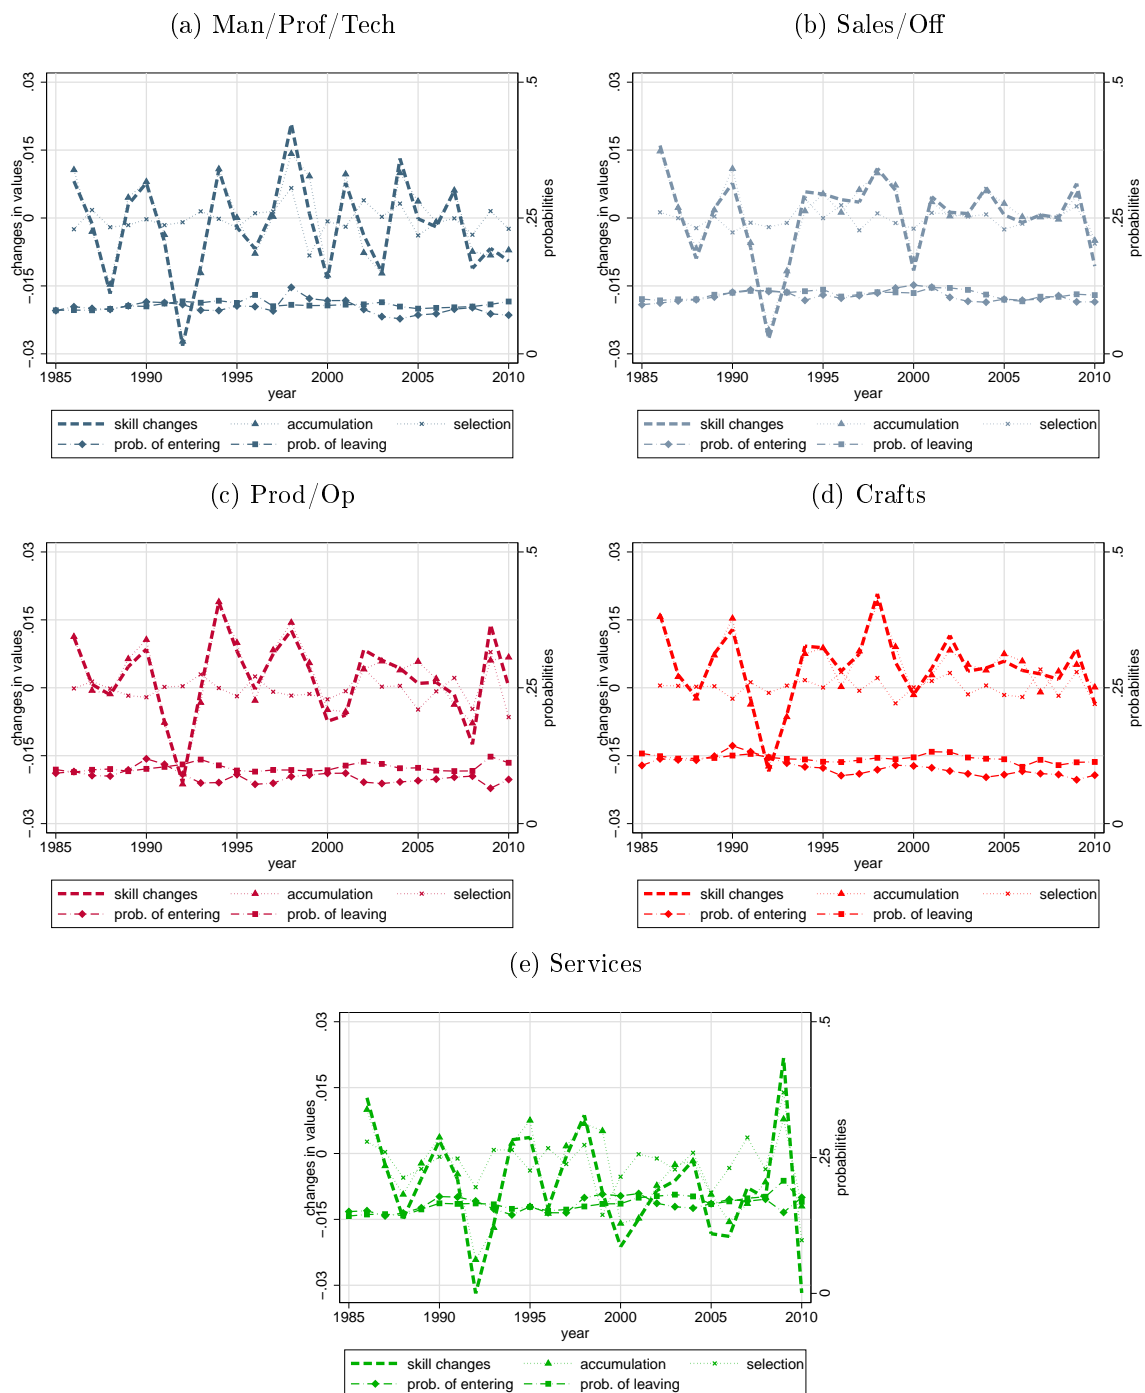 (a) Man/Prof/Tech
(b) Sales/Off
changes in values
-.03 -.015 0 .015 .03
probabilities
0 .25 .5
1985 1990 1995 2000 2005 2010
year
skill changes accumulation selection
prob. of entering prob. of leaving
changes in values
-.03 -.015 0 .015 .03
probabilities
0 .25 .5
1985 1990 1995 2000 2005 2010
year
skill changes accumulation selection
prob. of entering prob. of leaving
(c) Prod/Op
(d) Crafts
changes in values
-.03 -.015 0 .015 .03
probabilities
0 .25 .5
1985 1990 1995 2000 2005 2010
year
skill changes accumulation selection
prob. of entering prob. of leaving
changes in values
-.03 -.015 0 .015 .03
probabilities
0 .25 .5
1985 1990 1995 2000 2005 2010
year
skill changes accumulation selection
prob. of entering prob. of leaving
(e) Services
changes in values
-.03 -.015 0 .015 .03
probabilities
0 .25 .5
1985 1990 1995 2000 2005 2010
year
skill changes accumulation selection
prob. of entering prob. of leaving